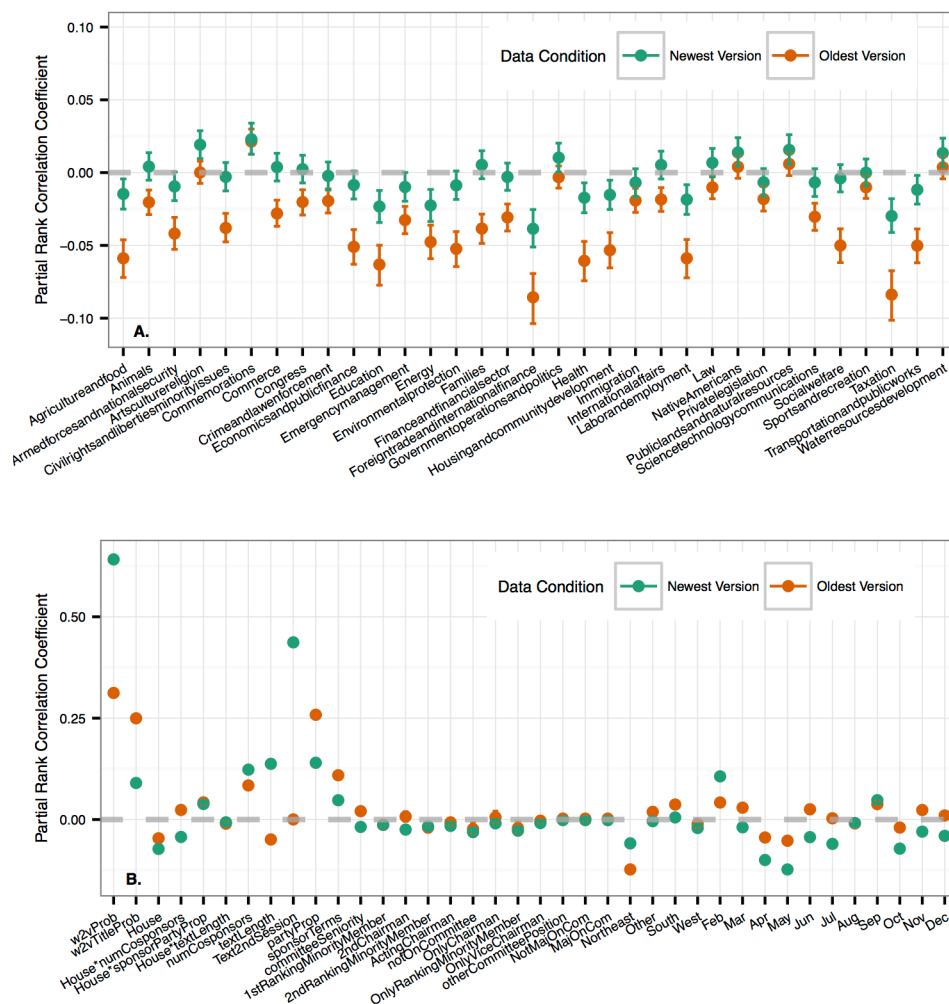 0.10
0.05
0.00
−0.05
−0.10
Partial Rank Correlation Coefficient
Data Condition
Newest Version
Oldest Version
A.
Agricultureandfood
Animals
Armedforcesandnationalsecurity
Artsculturereligion
Civilrightsandlibertiesminorityissues
Commemorations
Commerce
Congress
Crimeandlawenforcement
Economicsandpublicfinance
Education
Emergencymanagement
Energy
Environmentalprotection
Families
Financeandfinancialsector
Foreigntradeandinternationalfinance
Governmentoperationsandpolitics
Health
Housingandcommunitydevelopment
Immigration
Internationalaffairs
Laborandemployment
Law
NativeAmericans
Privatelegislation
Publiclandsandnaturalresources
Sciencetechnologycommunications
Socialwelfare
Sportsandrecreation
Taxation
Transportationandpublicworks
Waterresourcesdevelopment
0.50
0.25
0.00
Partial Rank Correlation Coefficient
Data Condition
Newest Version
Oldest Version
B.
w2vProb
w2vTitleProb
House
House*numCosponsors
House*sponsorPartyProp
House*textLength
numCosponsors
textLength
Text2ndSession
partyProp
sponsorTerms
committeeSeniority
1stRankingMinorityMember
2ndChairman
2ndRankingMinorityMember
ActingChairman
notOnCommittee
OnlyChairman
OnlyRankingMinorityMember
OnlyViceChairman
otherCommitteePosition
NotMajOnCom
MajOnCom
Northeast
Other
South
West
Feb
Mar
Apr
May
Jun
Jul
Aug
Sep
Oct
Nov
Dec